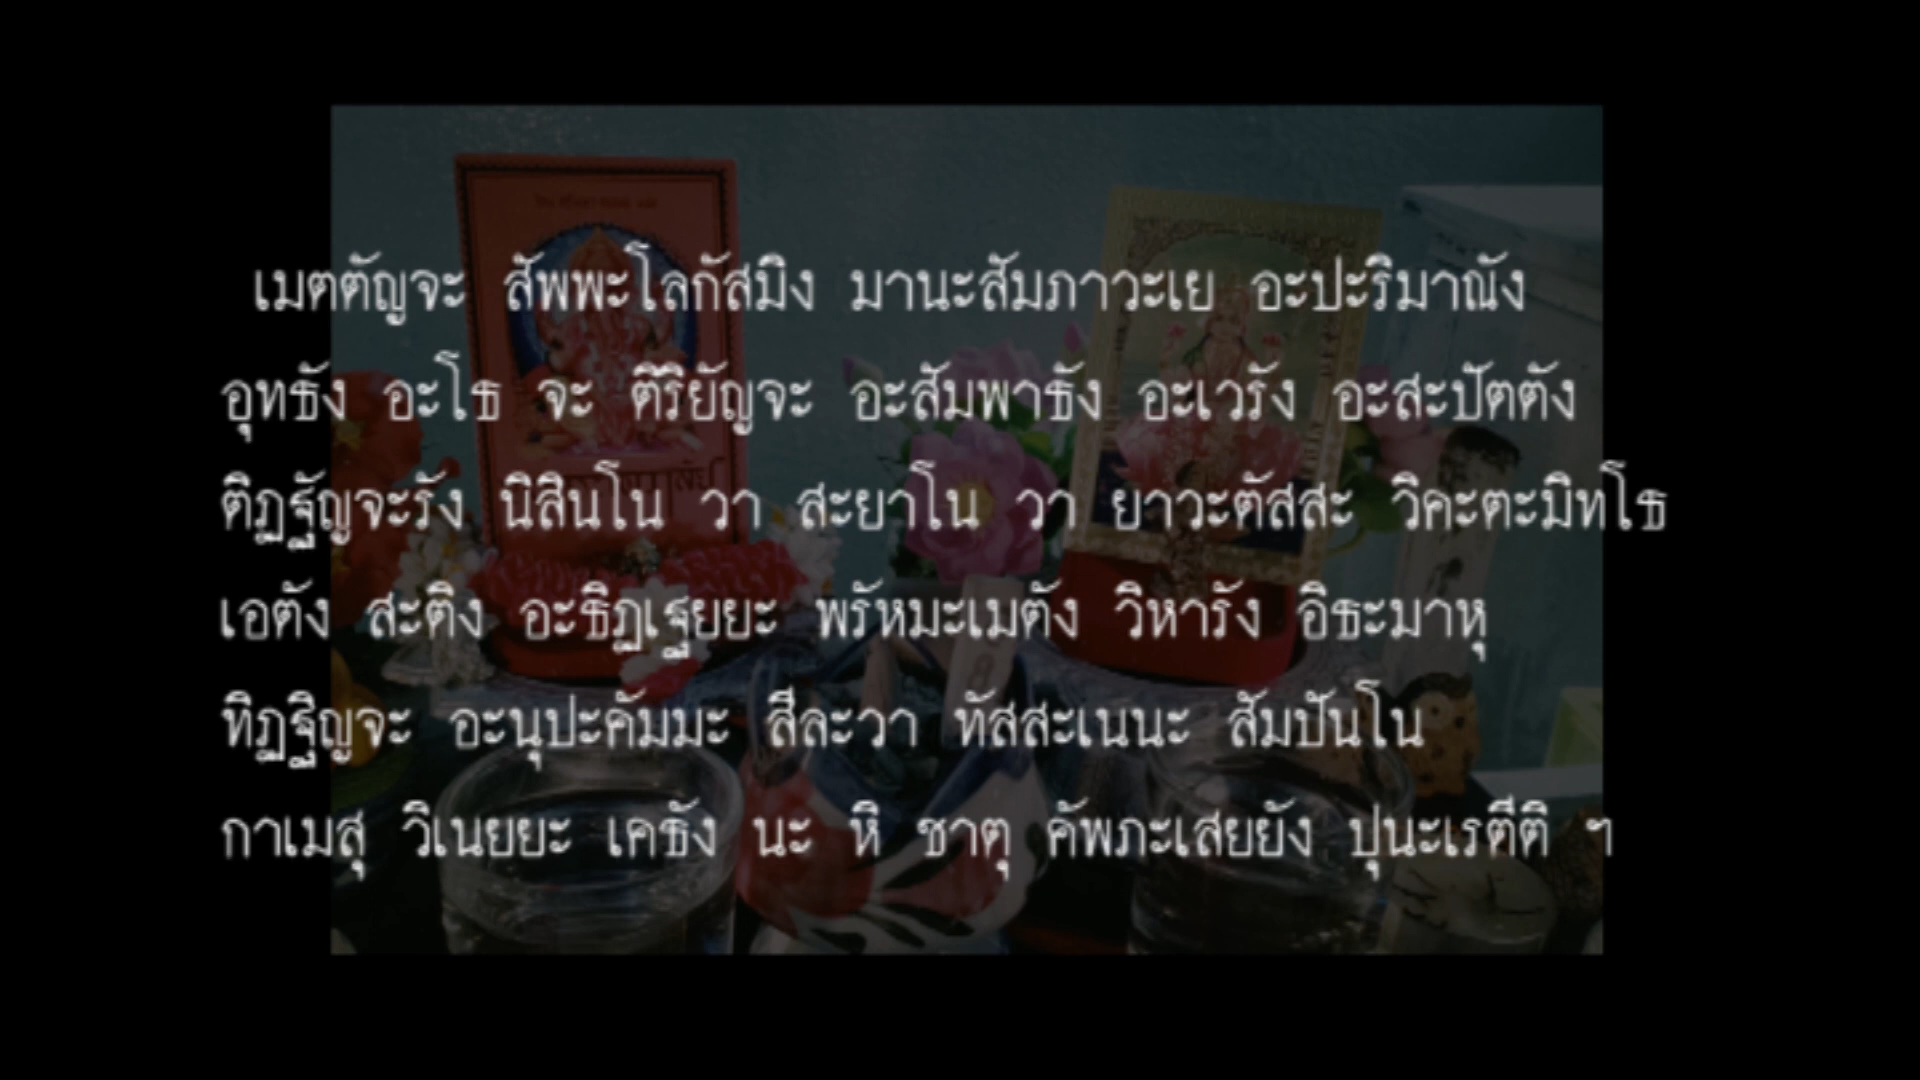 เมตตัญจะ สัพพะโลกัสมิง มานะสัมภาวะเย อะปะริมาณัง
อุทธัง อะโธ จะ ติริยัญจะ อะสัมพาธัง อะเวรัง อะสะปัตตัง
ติฏฐัญจะรัง นิสินโน วา สะยาโน วา ยาวะตัสสะ วิคะตะมิทโธ
เอตัง สะติง อะธิฏเฐยยะ พรัหมะเมตัง วิหารัง อิธะมาหุ
ทิฏฐิญจะ อะนุปะคัมมะ สีละวา ทัสสะเนนะ สัมปันโน
กาเมสุ วิเนยยะ เคธัง นะ หิ ชาตุ คัพภะเสยยัง ปุนะเรตีติ ฯ